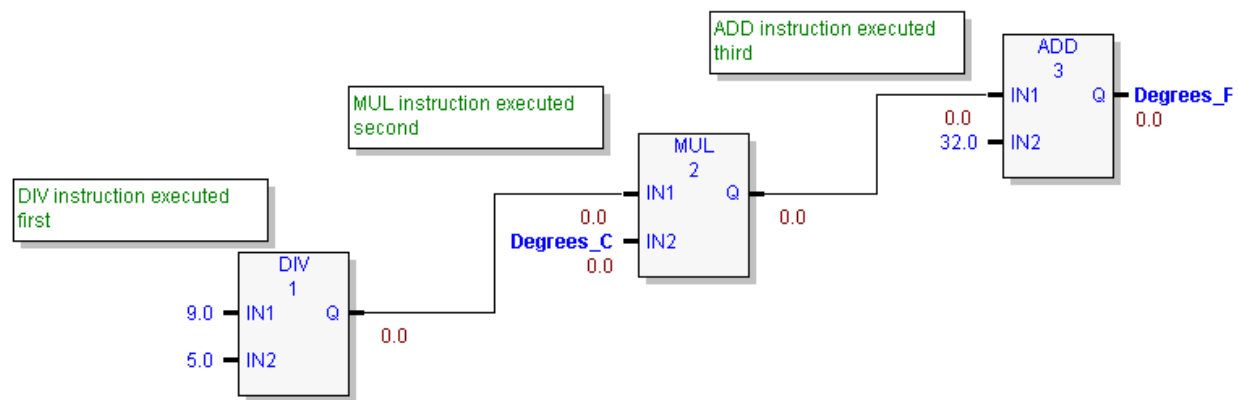 ADD instruction executed
third
ADD
3
IN1 Q Degrees_F
0.0 0.0
32.0 IN2
MUL instruction executed
second
MUL
2
IN1 Q
0.0 0.0
Degrees_C IN2
0.0
DIV instruction executed
first
DIV
1
9.0 IN1 Q
0.0
5.0 IN2